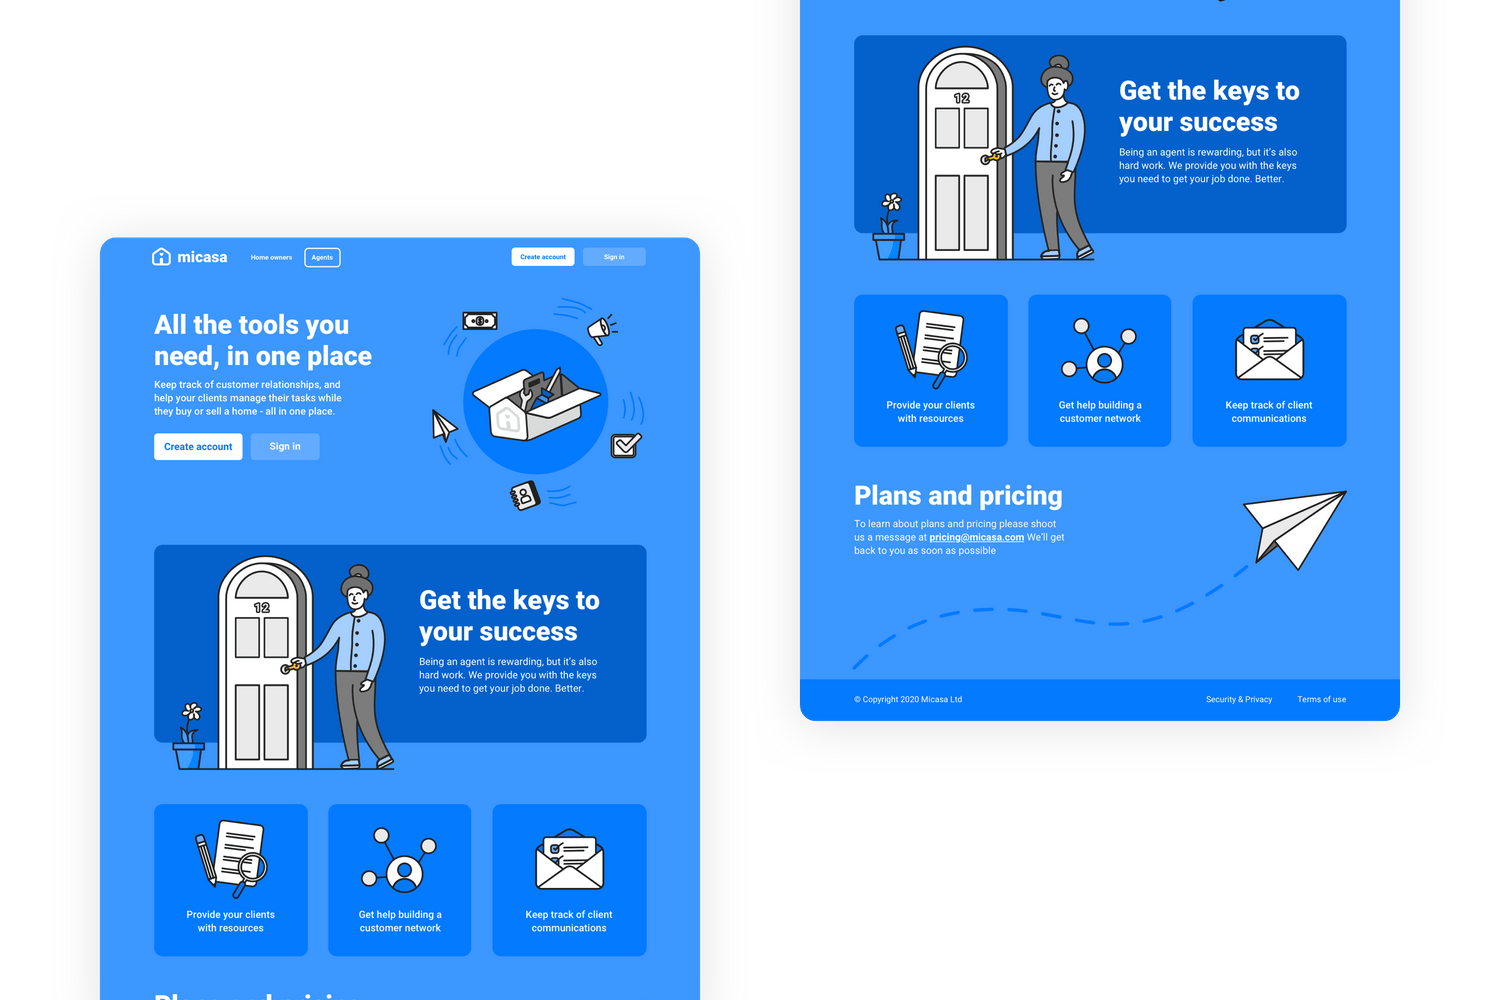 micasa
Home owners
Agents
Create account
Sign in
All the tools you
need, in one place
Keep track of customer relationships, and
help your clients manage their tasks while
they buy or sell a home - all in one place.
Create account
Sign in
12
Get the keys to
your success
Being an agent is rewarding, but it's also
hard work. We provide you with the keys
you need to get your job done. Better.
Provide your clients
with resources
Get help building a
customer network
Keep track of client
communications
12
Get the keys to
your success
Being an agent is rewarding, but it's also
hard work. We provide you with the keys
you need to get your job done. Better.
Provide your clients
with resources
Get help building a
customer network
Keep track of client
communications
Plans and pricing
To learn about plans and pricing please shoot
us a message at pricing@micasa.com We'll get
back to you as soon as possible
© Copyright 2020 Micasa Ltd
Security & Privacy
Terms of use